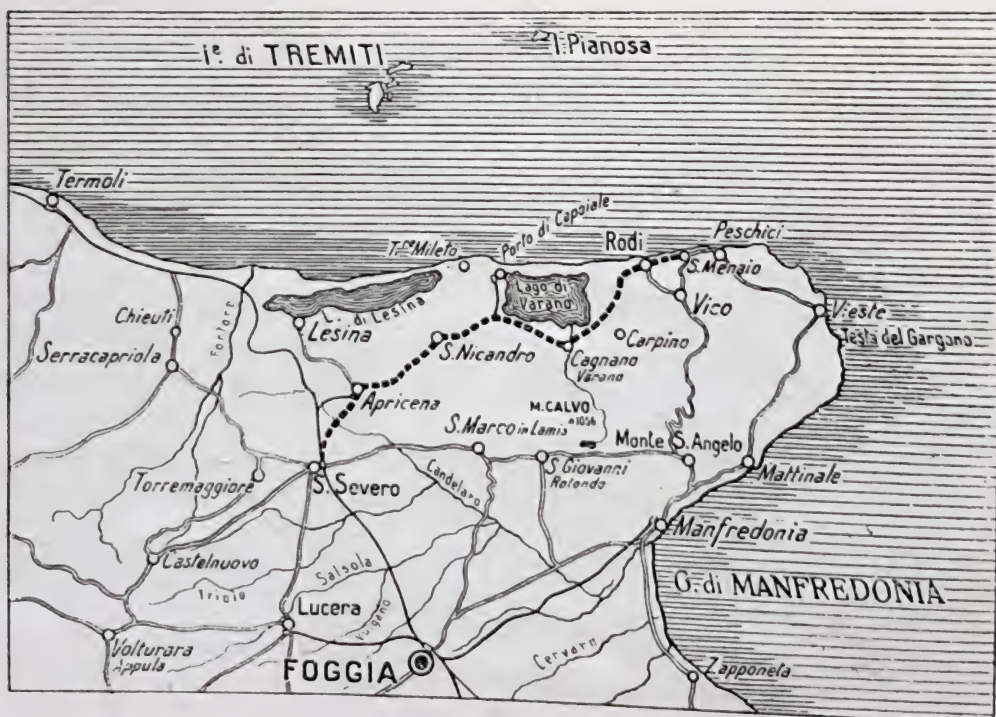 Iᵉ. di TREMITI
I. Pianosa
Termoli
Tʳʳᵉ Mileto
Porto di Capoiale
Rodi
Peschici
S. Menaio
Lago di
Varano
L. di Lesina
Lesina
Vico
Vieste
Testa del Gargano
Chieuti
Fortore
Serracapriola
S. Nicandro
Carpino
Cagnano
Varano
Apricena
M. CALVO
1056
S. Marco in Lamis
Monte S. Angelo
S. Giovanni
Rotondo
Mattinale
Torremaggiore
S. Severo
Candelaro
Manfredonia
Castelnuovo
Salsola
Triolo
G. di MANFREDONIA
Lucera
Vulgano
Volturara
Appula
FOGGIA
Cervaro
Zapponeta